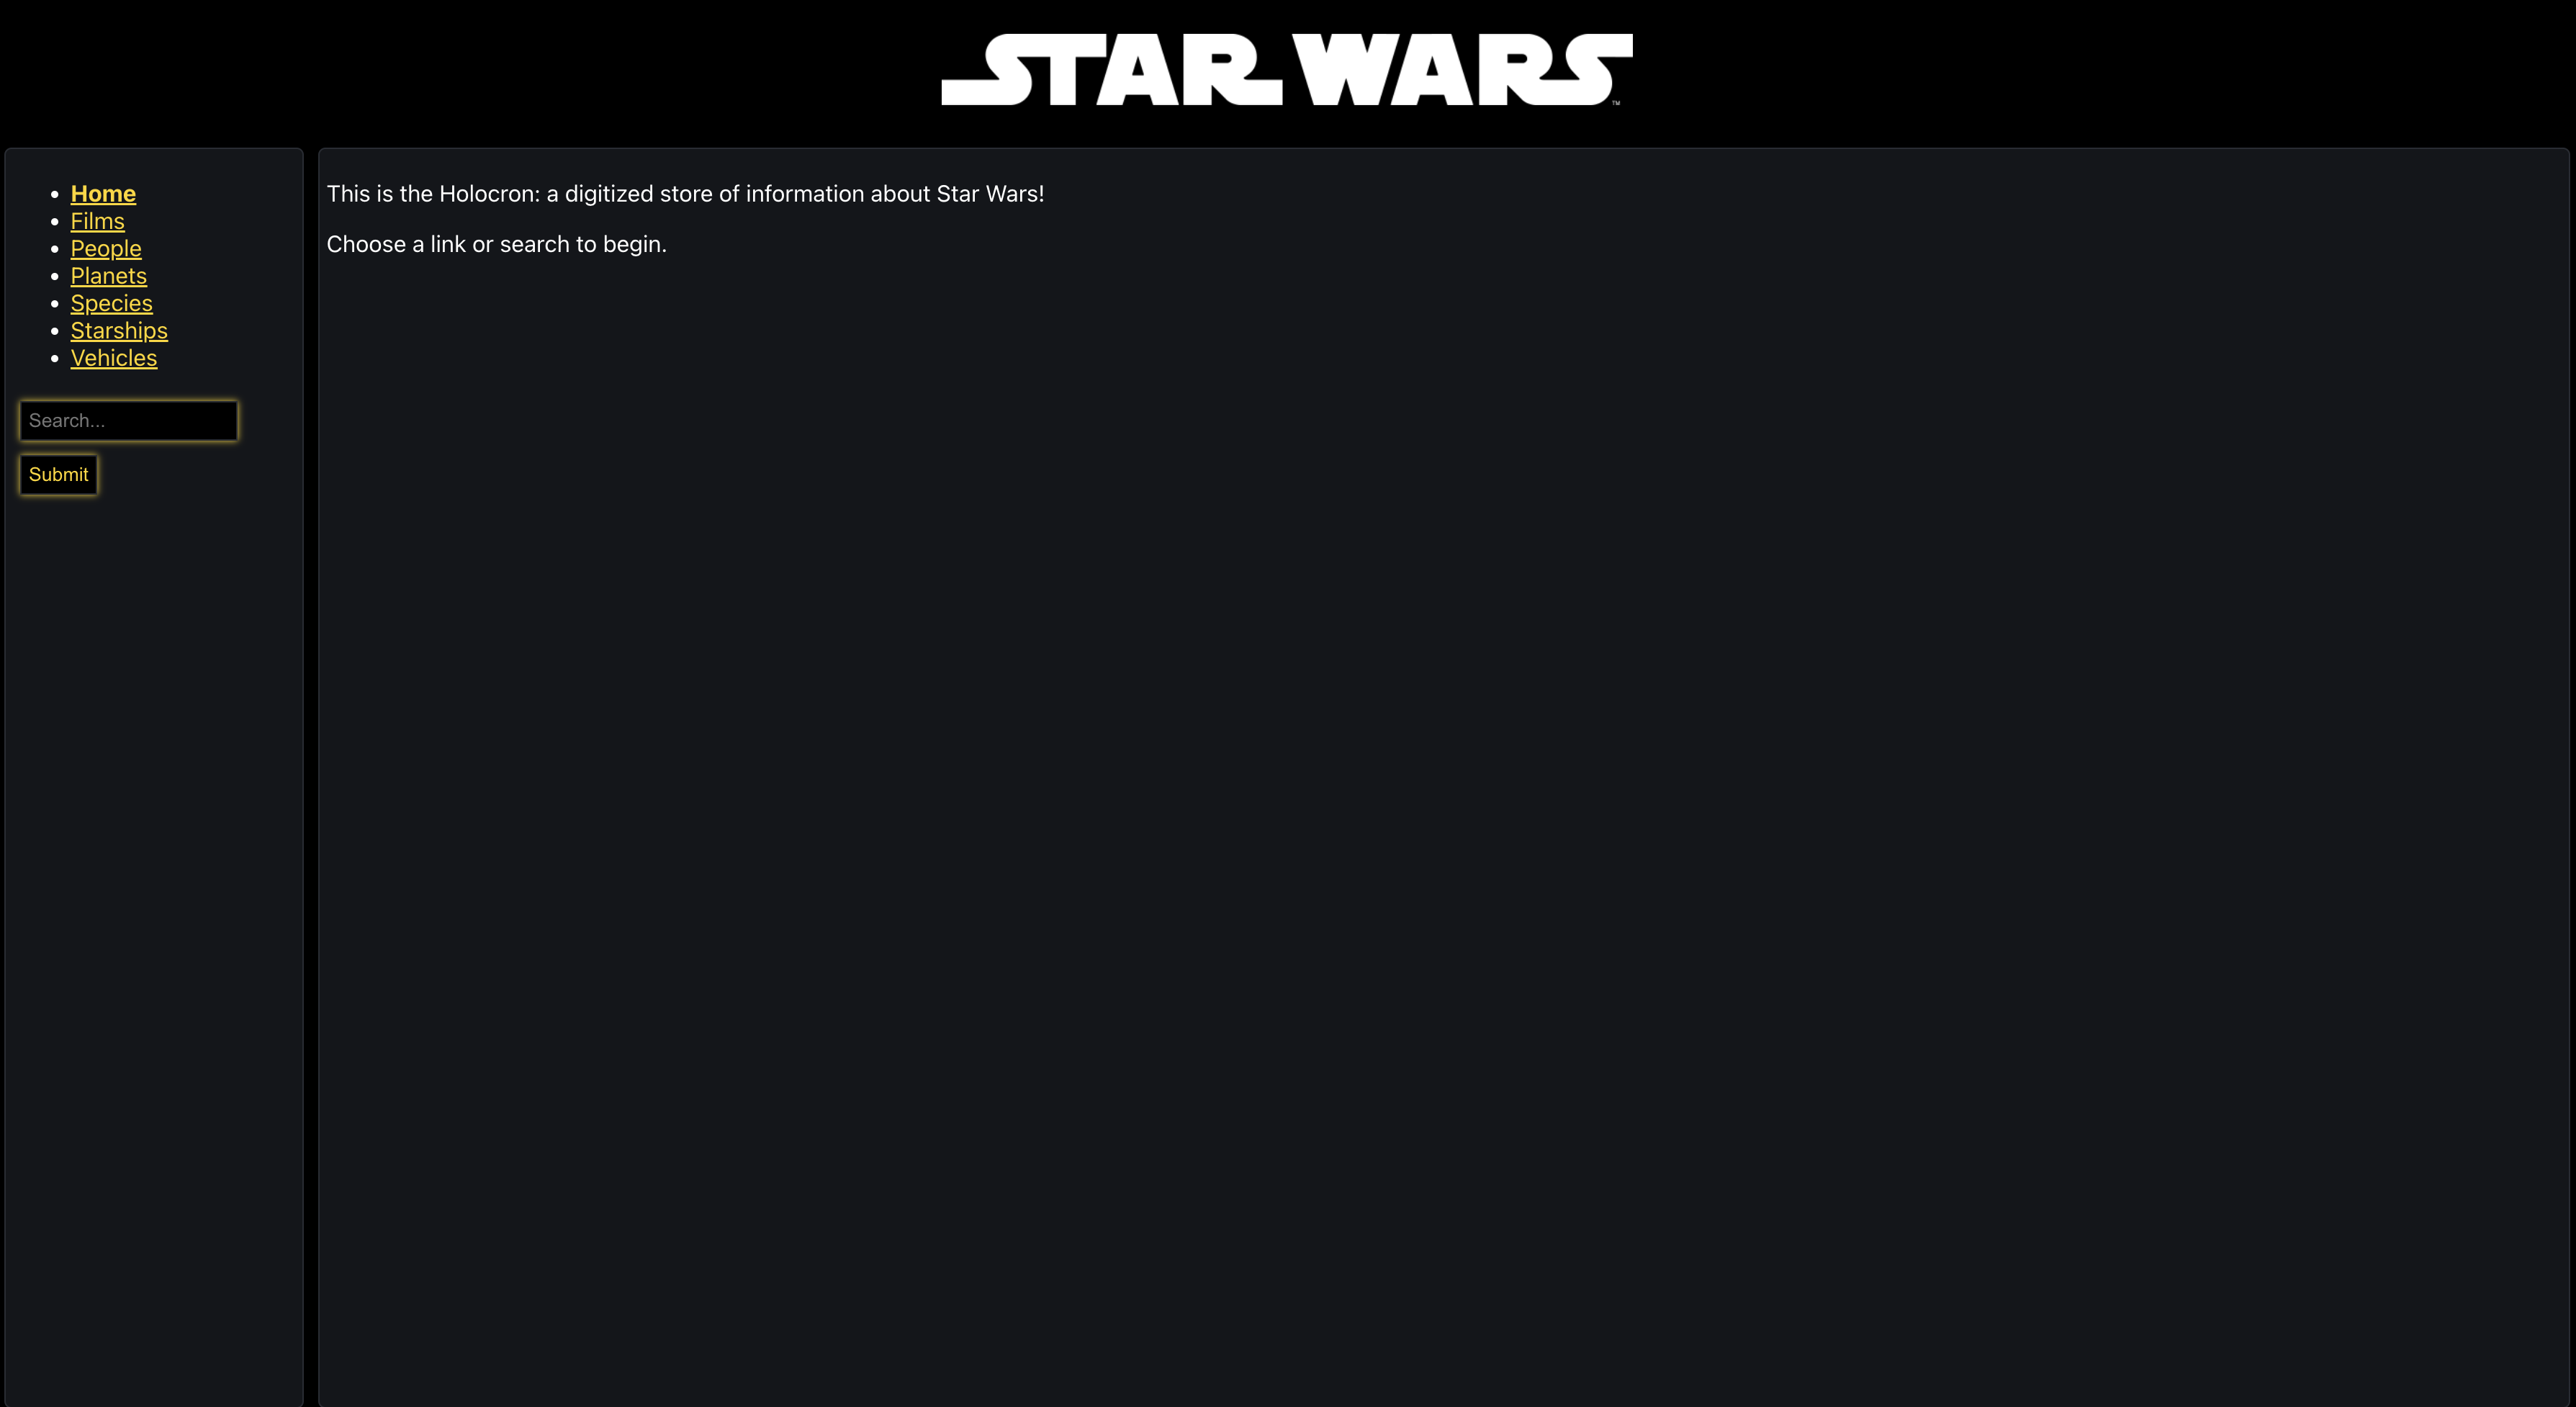 STAR WARS™
Home
Films
People
Planets
Species
Starships
Vehicles
Search...
Submit
This is the Holocron: a digitized store of information about Star Wars!
Choose a link or search to begin.